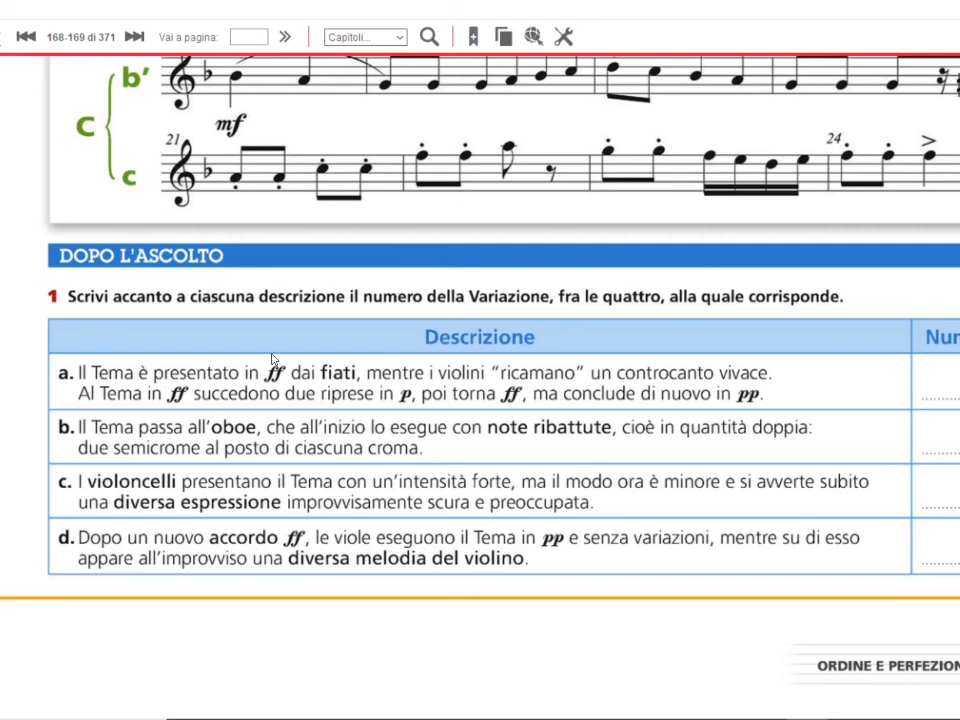 168-169 di 371 Vai a pagina: Capitoli...
b'
mf
C
21
24
c
DOPO L'ASCOLTO
1 Scrivi accanto a ciascuna descrizione il numero della Variazione, fra le quattro, alla quale corrisponde.
Descrizione
a. Il Tema è presentato in ff dai fiati, mentre i violini “ricamano” un controcanto vivace.
Al Tema in ff succedono due riprese in p, poi torna ff, ma conclude di nuovo in pp.
b. Il Tema passa all'oboe, che all'inizio lo esegue con note ribattute, cioè in quantità doppia:
due semicrome al posto di ciascuna croma.
c. I violoncelli presentano il Tema con un'intensità forte, ma il modo ora è minore e si avverte subito
una diversa espressione improvvisamente scura e preoccupata.
d. Dopo un nuovo accordo ff, le viole eseguono il Tema in pp e senza variazioni, mentre su di esso
appare all'improvviso una diversa melodia del violino.
ORDINE E